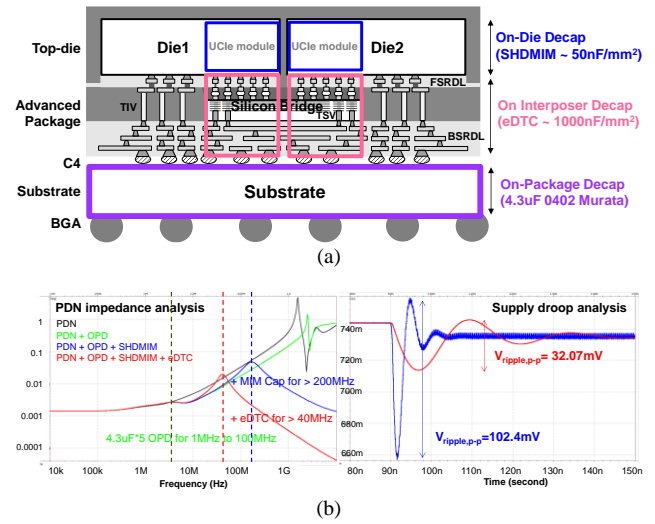 Top-die
Die1
UCIe module
UCIe module
Die2
On-Die Decap
(SHDMIM ~ 50nF/mm²)
FSRDL
Advanced
Package
TIV
Silicon Bridge
TSV
BSRDL
On Interposer Decap
(eDTC ~ 1000nF/mm²)
C4
Substrate
Substrate
On-Package Decap
(4.3uF 0402 Murata)
BGA
(a)
PDN impedance analysis
PDN
PDN + OPD
PDN + OPD + SHDMIM
PDN + OPD + SHDMIM + eDTC
1
0.1
0.01
0.001
0.0001
+ MIM Cap for > 200MHz
+ eDTC for > 40MHz
4.3uF*5 OPD for 1MHz to 100MHz
10k 100k 1M 10M 100M 1G
Frequency (Hz)
Supply droop analysis
740m
720m
700m
680m
660m
Vripple,p-p = 32.07mV
Vripple,p-p=102.4mV
80n 90n 100n 110n 120n 130n 140n 150n
Time (second)
(b)